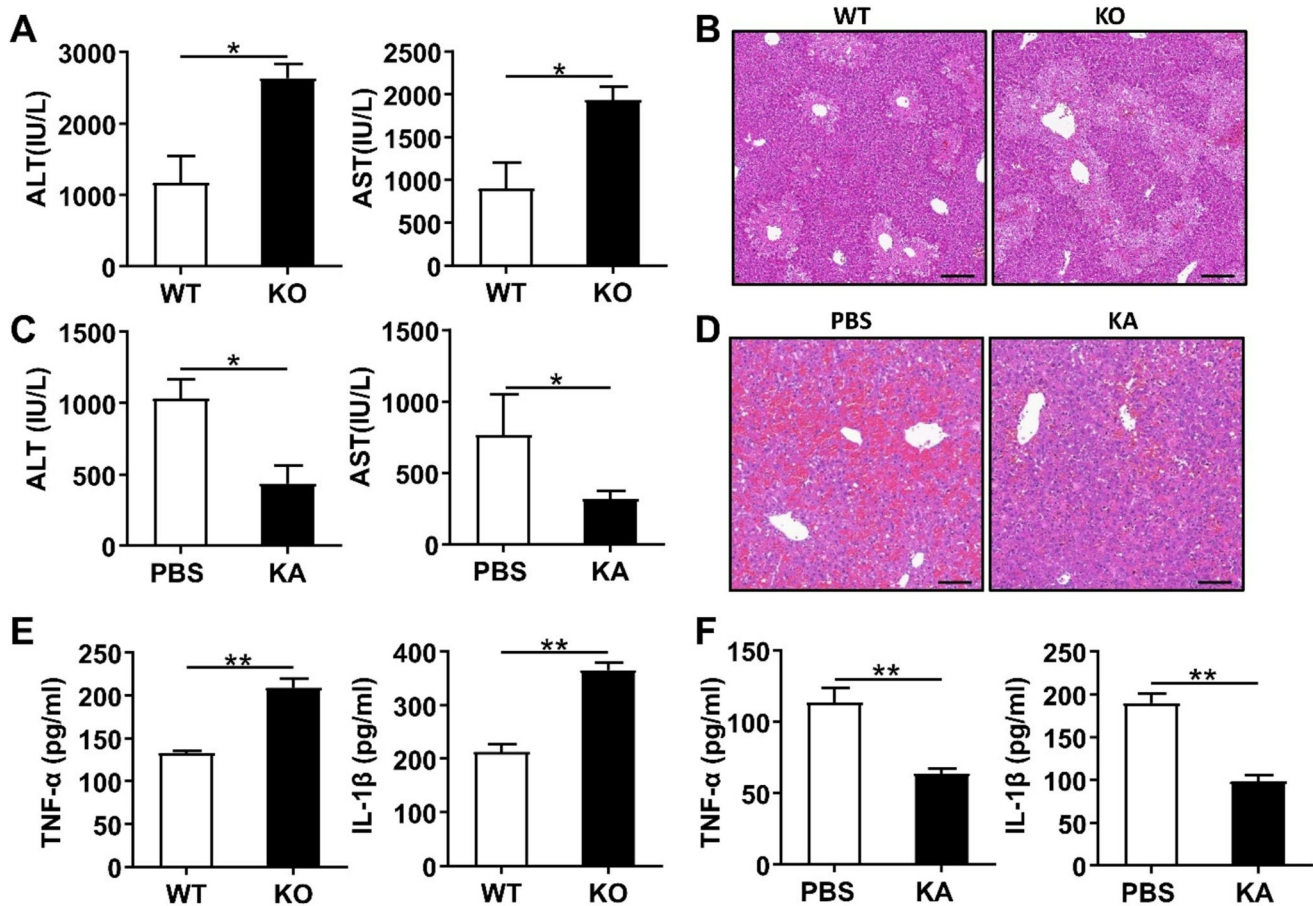 A
ALT(IU/L)
3000
2000
1000
0
*
WT
KO
AST(IU/L)
2500
2000
1500
1000
500
0
*
WT
KO
B
WT
KO
C
ALT (IU/L)
1500
1000
500
0
*
PBS
KA
AST(IU/L)
1500
1000
500
0
*
PBS
KA
D
PBS
KA
E
TNF-α (pg/ml)
250
200
150
100
50
0
**
WT
KO
IL-1β (pg/ml)
400
300
200
100
0
**
WT
KO
F
TNF-α (pg/ml)
150
100
50
0
**
PBS
KA
IL-1β (pg/ml)
250
200
150
100
50
0
**
PBS
KA